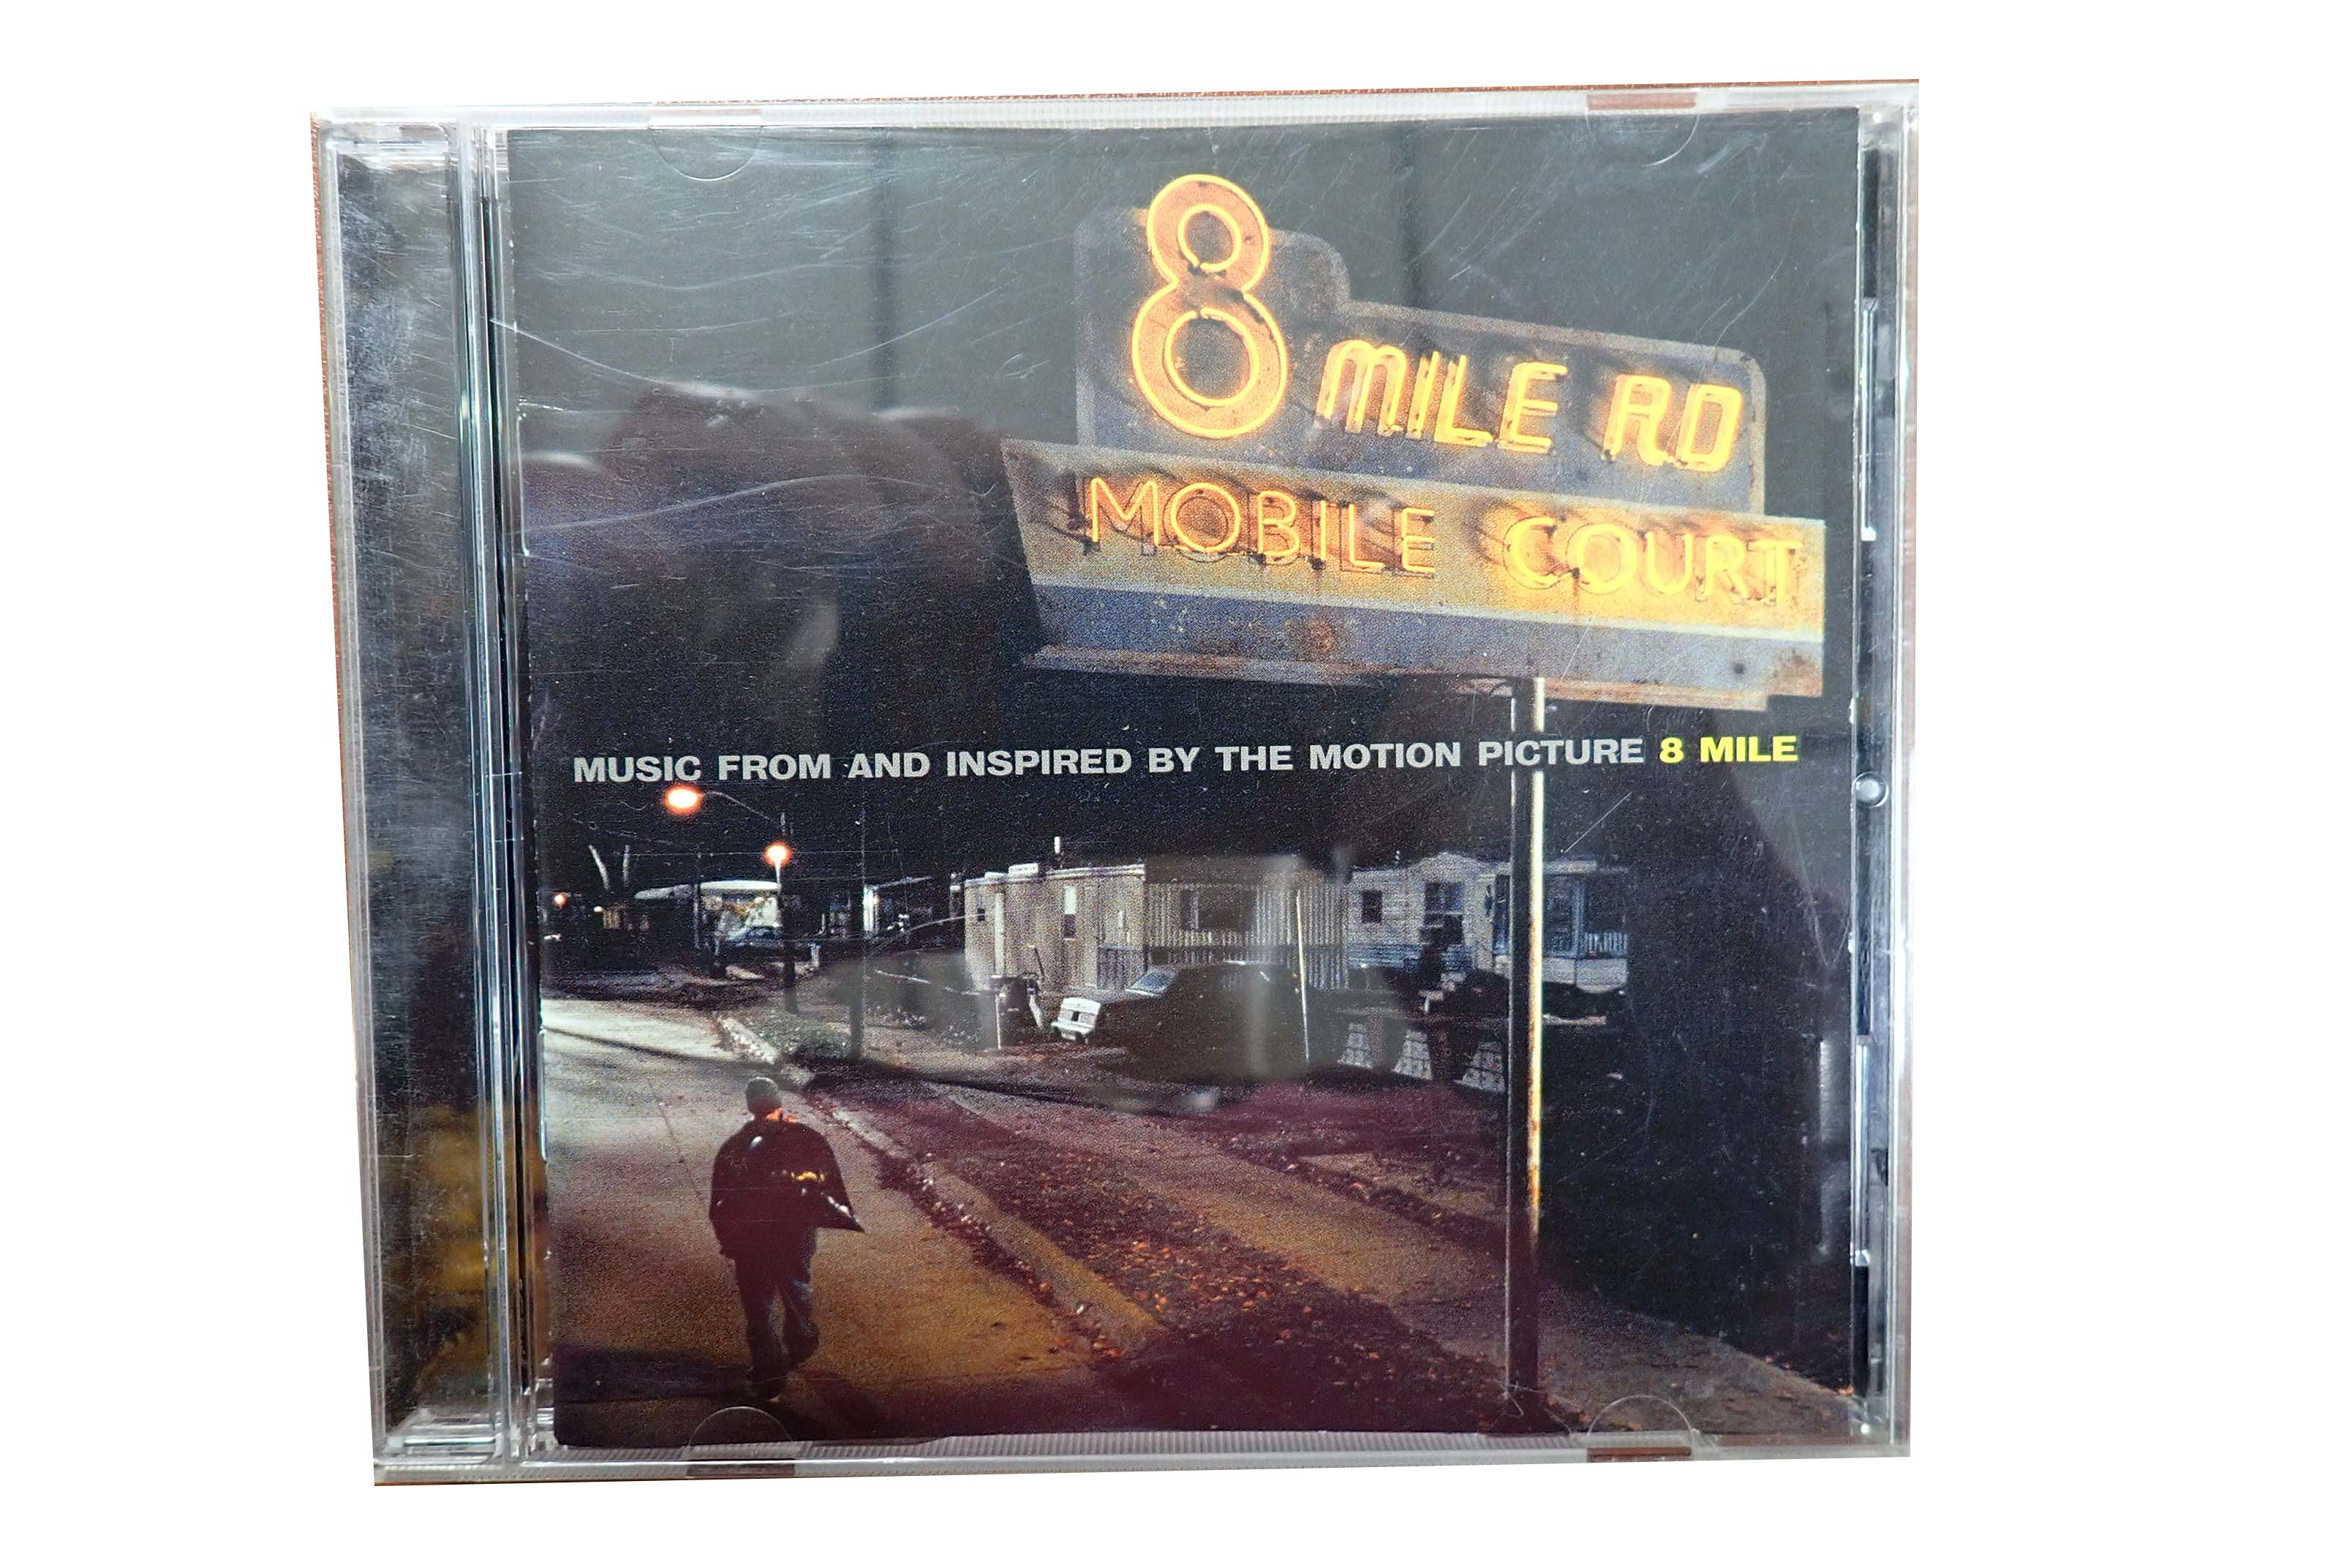 8 MILE RD
MOBILE COURT
MUSIC FROM AND INSPIRED BY THE MOTION PICTURE 8 MILE